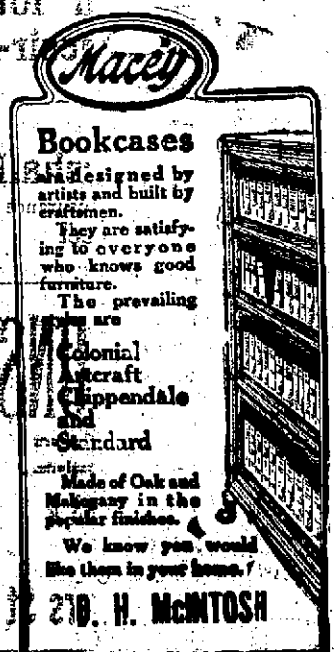 Macey
Bookcases
are designed by
artists and built by
craftsmen.
They are satisfy-
ing to everyone
who knows good
furniture.
The prevailing
are
Colonial
Artcraft
Chippendale
and
Standard
Made of Oak and
Mahogany in the
popular finishes.
We know you would
like them in your home.
D. H. McINTOSH